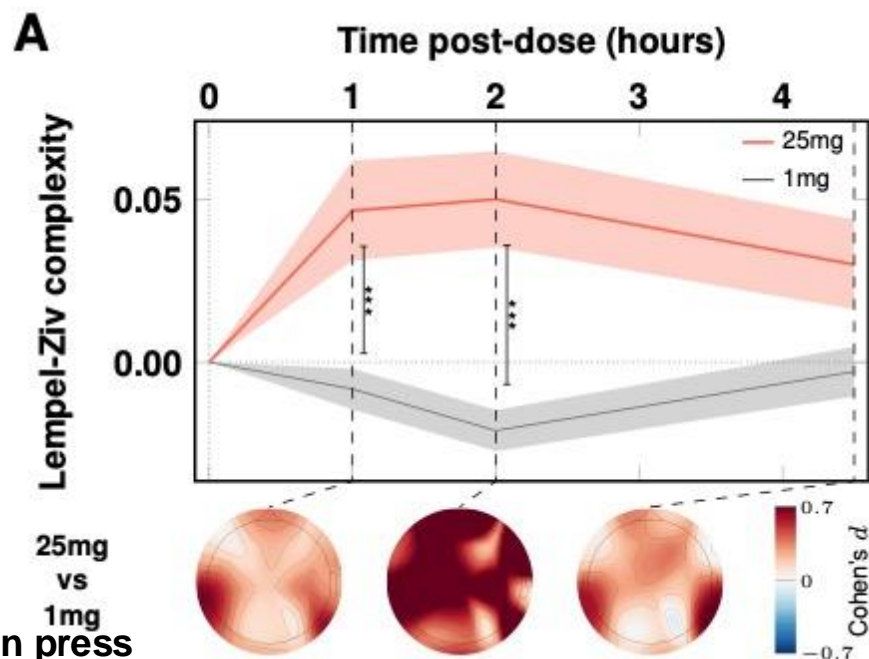 A
Time post-dose (hours)
0 1 2 3 4
Lempel-Ziv complexity
0.05
0.00
25mg
1mg
***
***
25mg
vs
1mg
0.7
0
−0.7
Cohen's d
n press